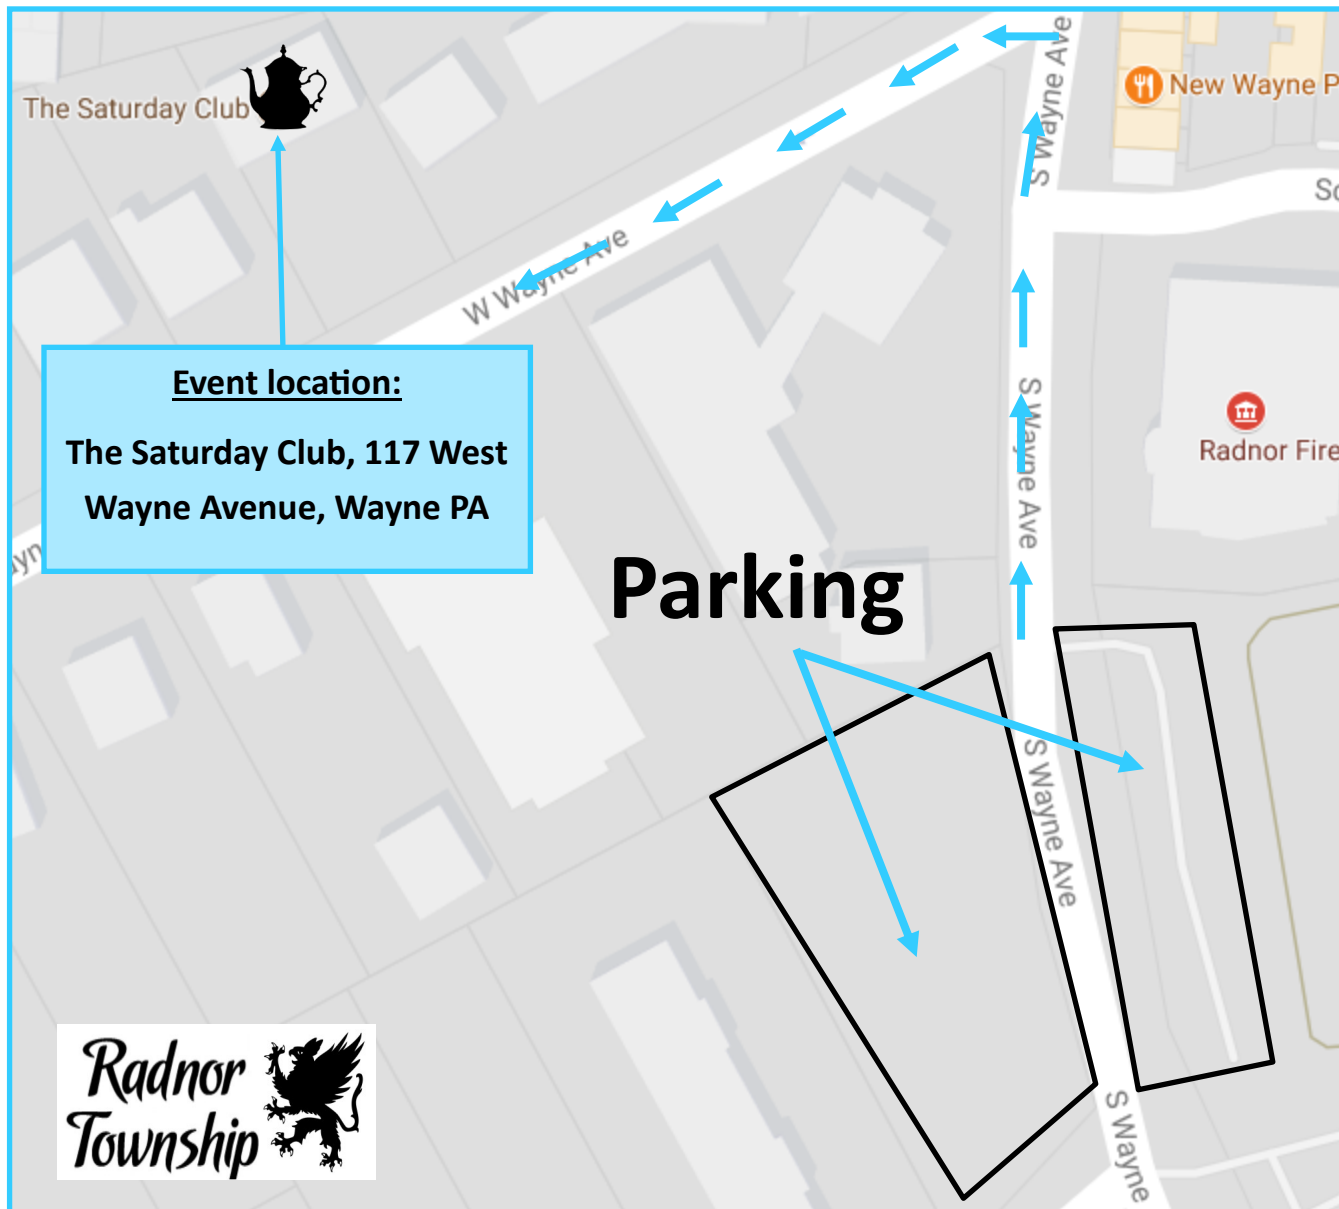 S Wayne Ave
New Wayne P
The Saturday Club
S
W Wayne Ave
Event location:
The Saturday Club, 117 West
Wayne Avenue, Wayne PA
S Wayne Ave
Radnor Fire
yn
Parking
S Wayne Ave
Radnor
Township
S Wayne